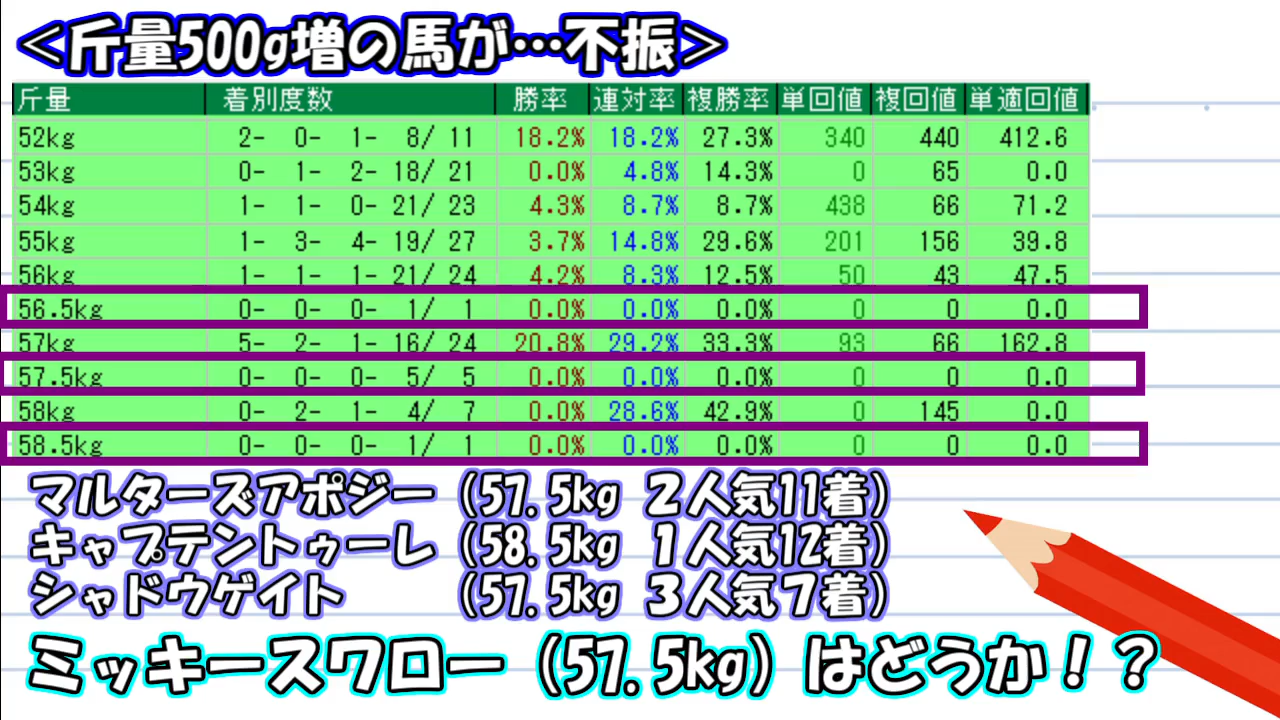 ＜斤量500g増の馬が…不振＞
斤量 着別度数 勝率 連対率 複勝率 単回値 複回値 単適回値
52kg 2- 0- 1- 8/ 11 18.2% 18.2% 27.3% 340 440 412.6
53kg 0- 1- 2- 18/ 21 0.0% 4.8% 14.3% 0 65 0.0
54kg 1- 1- 0- 21/ 23 4.3% 8.7% 8.7% 438 66 71.2
55kg 1- 3- 4- 19/ 27 3.7% 14.8% 29.6% 201 156 39.8
56kg 1- 1- 1- 21/ 24 4.2% 8.3% 12.5% 50 43 47.5
56.5kg 0- 0- 0- 1/ 1 0.0% 0.0% 0.0% 0 0 0.0
57kg 5- 2- 1- 16/ 24 20.8% 29.2% 33.3% 93 66 162.8
57.5kg 0- 0- 0- 5/ 5 0.0% 0.0% 0.0% 0 0 0.0
58kg 0- 2- 1- 4/ 7 0.0% 28.6% 42.9% 0 145 0.0
58.5kg 0- 0- 0- 1/ 1 0.0% 0.0% 0.0% 0 0 0.0
マルターズアポジー（57.5kg ２人気11着）
キャプテントゥーレ（58.5kg １人気12着）
シャドウゲイト（57.5kg ３人気７着）
ミッキースワロー（57.5kg）はどうか！？